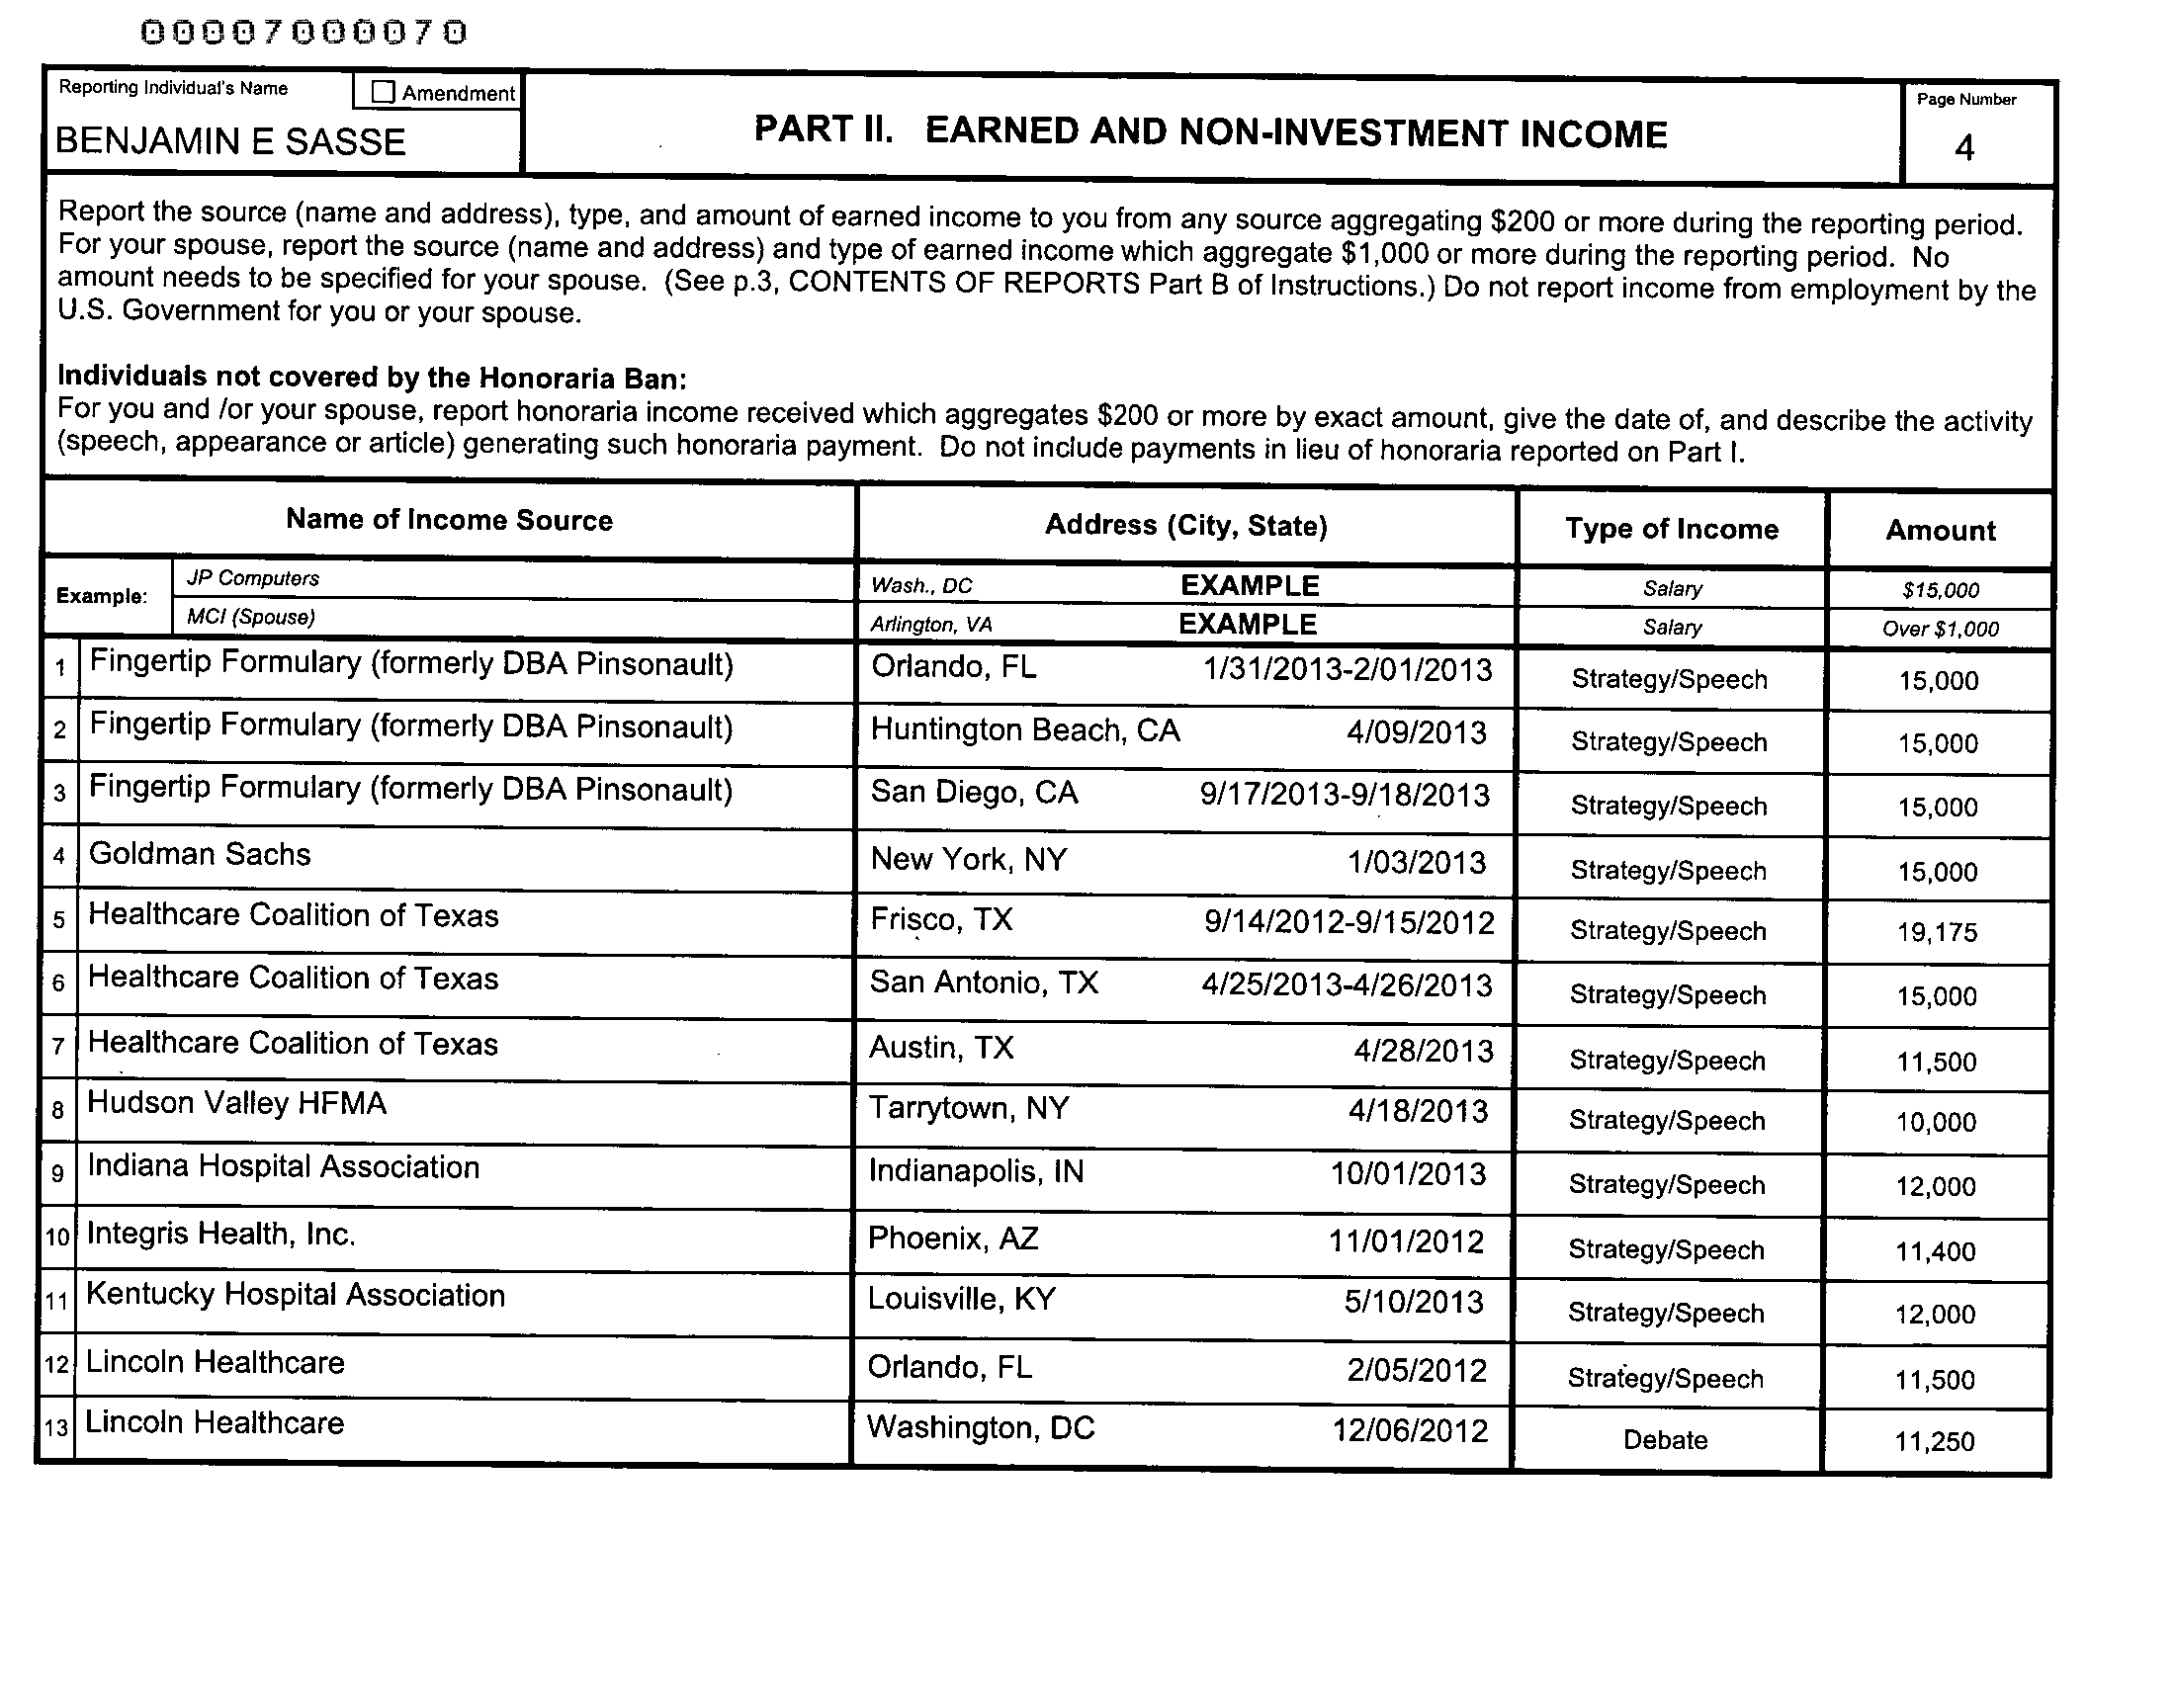 00007000070
Reporting Individual's Name
Amendment
BENJAMIN E SASSE
PART II. EARNED AND NON-INVESTMENT INCOME
Page Number
4
Report the source (name and address), type, and amount of earned income to you from any source aggregating $200 or more during the reporting period.
For your spouse, report the source (name and address) and type of earned income which aggregate $1,000 or more during the reporting period. No
amount needs to be specified for your spouse. (See p.3, CONTENTS OF REPORTS Part B of Instructions.) Do not report income from employment by the
U.S. Government for you or your spouse.
Individuals not covered by the Honoraria Ban:
For you and /or your spouse, report honoraria income received which aggregates $200 or more by exact amount, give the date of, and describe the activity
(speech, appearance or article) generating such honoraria payment. Do not include payments in lieu of honoraria reported on Part I.
Name of Income Source Address (City, State) Type of Income Amount
Example: JP Computers Wash., DC EXAMPLE Salary $15,000
MCI (Spouse) Arlington, VA EXAMPLE Salary Over $1,000
1 Fingertip Formulary (formerly DBA Pinsonault) Orlando, FL 1/31/2013-2/01/2013 Strategy/Speech 15,000
2 Fingertip Formulary (formerly DBA Pinsonault) Huntington Beach, CA 4/09/2013 Strategy/Speech 15,000
3 Fingertip Formulary (formerly DBA Pinsonault) San Diego, CA 9/17/2013-9/18/2013 Strategy/Speech 15,000
4 Goldman Sachs New York, NY 1/03/2013 Strategy/Speech 15,000
5 Healthcare Coalition of Texas Frisco, TX 9/14/2012-9/15/2012 Strategy/Speech 19,175
6 Healthcare Coalition of Texas San Antonio, TX 4/25/2013-4/26/2013 Strategy/Speech 15,000
7 Healthcare Coalition of Texas Austin, TX 4/28/2013 Strategy/Speech 11,500
8 Hudson Valley HFMA Tarrytown, NY 4/18/2013 Strategy/Speech 10,000
9 Indiana Hospital Association Indianapolis, IN 10/01/2013 Strategy/Speech 12,000
10 Integris Health, Inc. Phoenix, AZ 11/01/2012 Strategy/Speech 11,400
11 Kentucky Hospital Association Louisville, KY 5/10/2013 Strategy/Speech 12,000
12 Lincoln Healthcare Orlando, FL 2/05/2012 Strategy/Speech 11,500
13 Lincoln Healthcare Washington, DC 12/06/2012 Debate 11,250